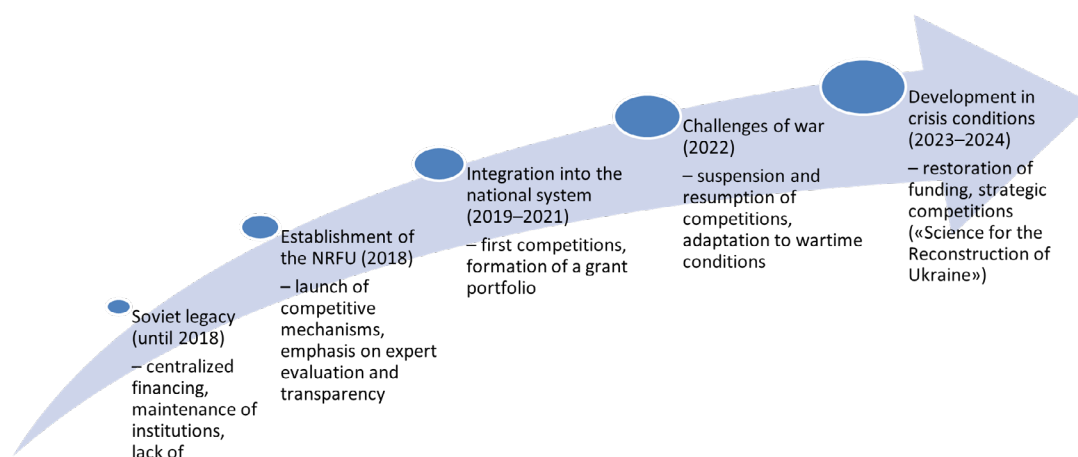 Soviet legacy
(until 2018)
– centralized
financing,
maintenance of
institutions,
lack of
Establishment of
the NRFU (2018)
– launch of
competitive
mechanisms,
emphasis on expert
evaluation and
transparency
Integration into the
national system
(2019–2021)
– first competitions,
formation of a grant
portfolio
Challenges of war
(2022)
– suspension and
resumption of
competitions,
adaptation to wartime
conditions
Development in
crisis conditions
(2023–2024)
– restoration of
funding, strategic
competitions
(«Science for the
Reconstruction of
Ukraine»)